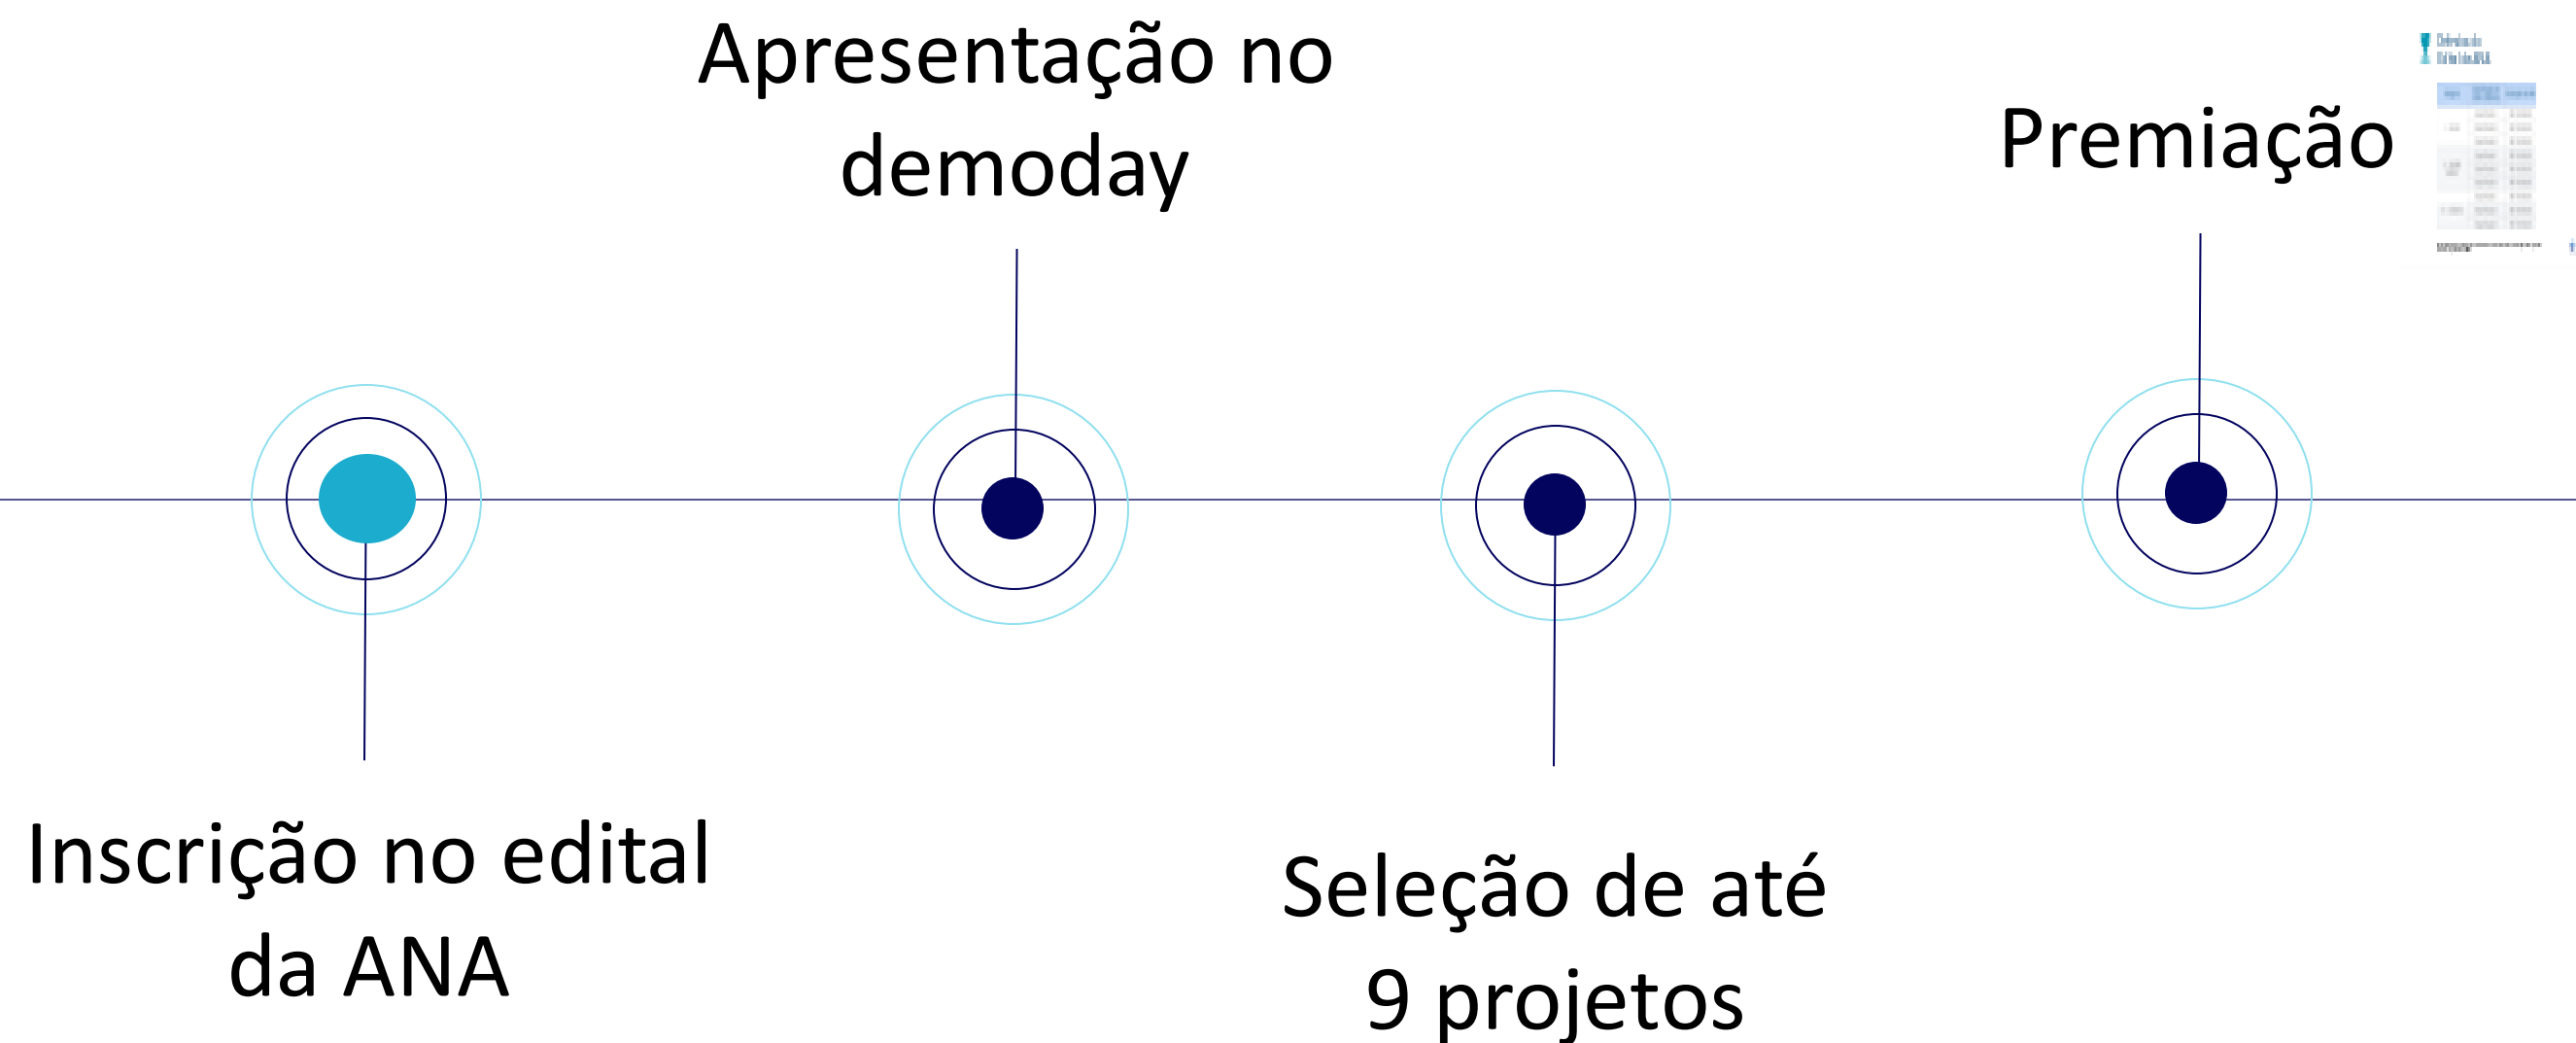 Apresentação no
demoday
Premiação
Inscrição no edital
da ANA
Seleção de até
9 projetos